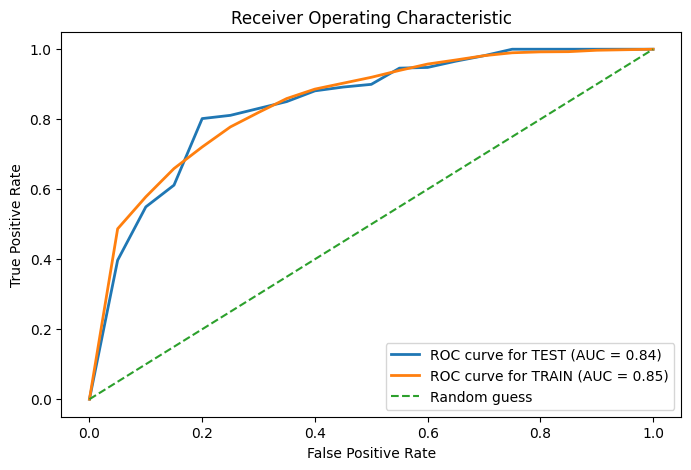 Receiver Operating Characteristic
True Positive Rate
1.0
0.8
0.6
0.4
0.2
0.0
ROC curve for TEST (AUC = 0.84)
ROC curve for TRAIN (AUC = 0.85)
Random guess
0.0 0.2 0.4 0.6 0.8 1.0
False Positive Rate